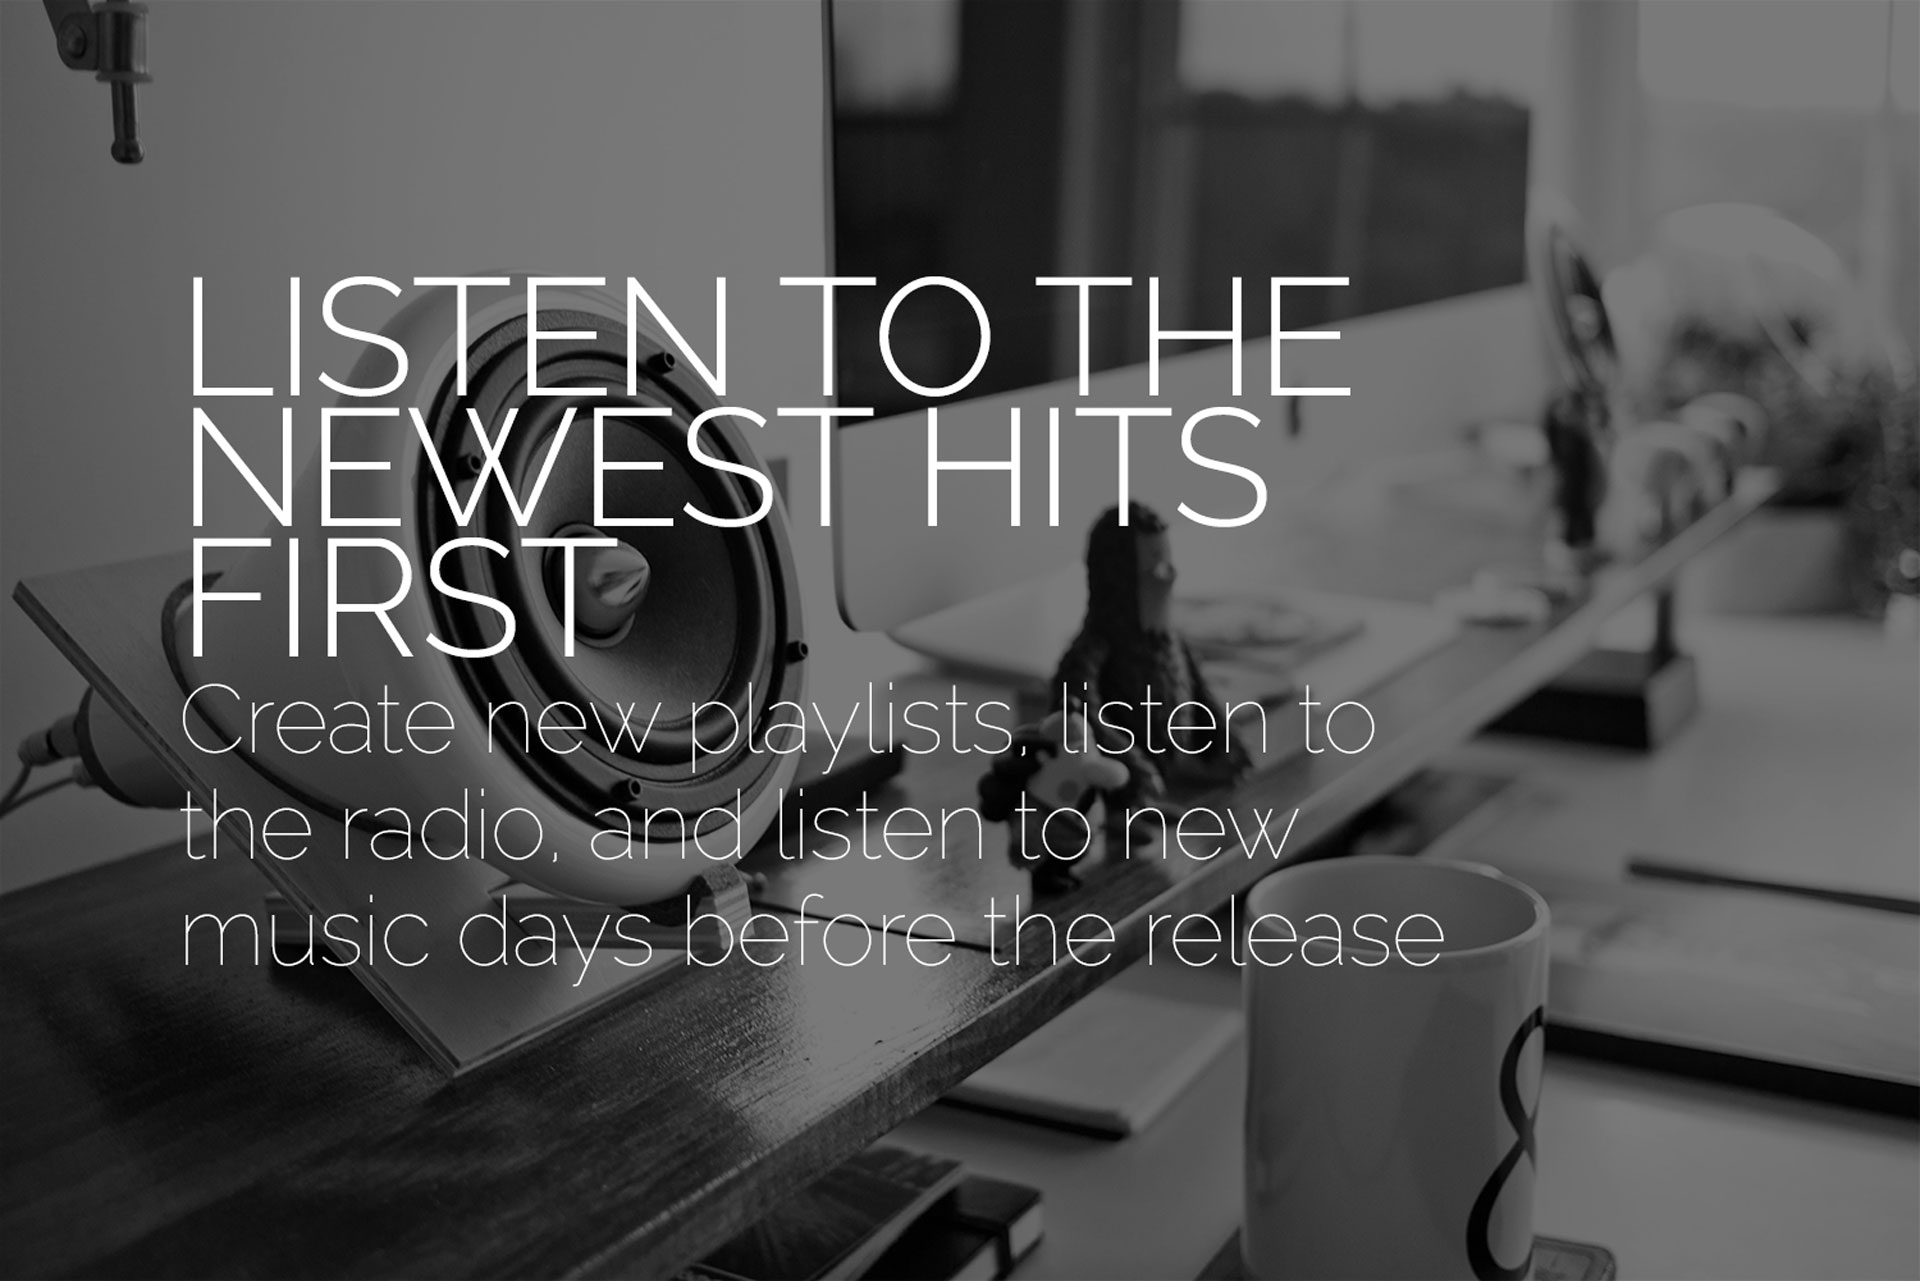 LISTEN TO THE
NEWEST HITS
FIRST
Create new playlists, listen to
the radio, and listen to new
music days before the release
8